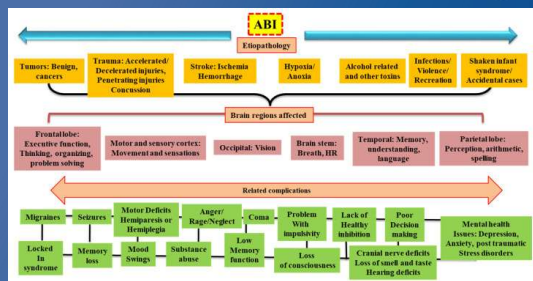 ABI
Etiopathology
Tumors: Beuign,
cancers
Trauma: Accelerated/
Decelerated injuries,
Penetrating injuries
Concussion
Stroke: Ischemia
Hemorrhage
Hypoxia/
Anoxia
Alcohol related
and other toxins
Infections/
Violence/
Recreation
Shaken infant
syndrome/
Accidental cases
Brain regions affected
Frontal lobe:
Executive function,
Thinking, organizing,
problem solving
Motor and sensory cortex:
Movement and sensations
Occipital: Vision
Brain stem:
Breath, HR
Temporal: Memory,
understanding,
language
Parietal lobe:
Perception, arithmetic,
spelling
Related complications
Migraines
Seizures
Motor Deficits
Hemiparesis or
Hemiplegia
Anger/
Rage/Neglect
Coma
Problem
With
impulsivity
Lack of
Healthy
inhibition
Poor
Decision
making
Mental health
Issues: Depression,
Anxiety, post traumatic
Stress disorders
Locked
In
syndrome
Memory
loss
Mood
Swings
Substance
abuse
Low
Memory
function
Loss
of consciousness
Cranial nerve deficits
Loss of smell and taste
Hearing deficits